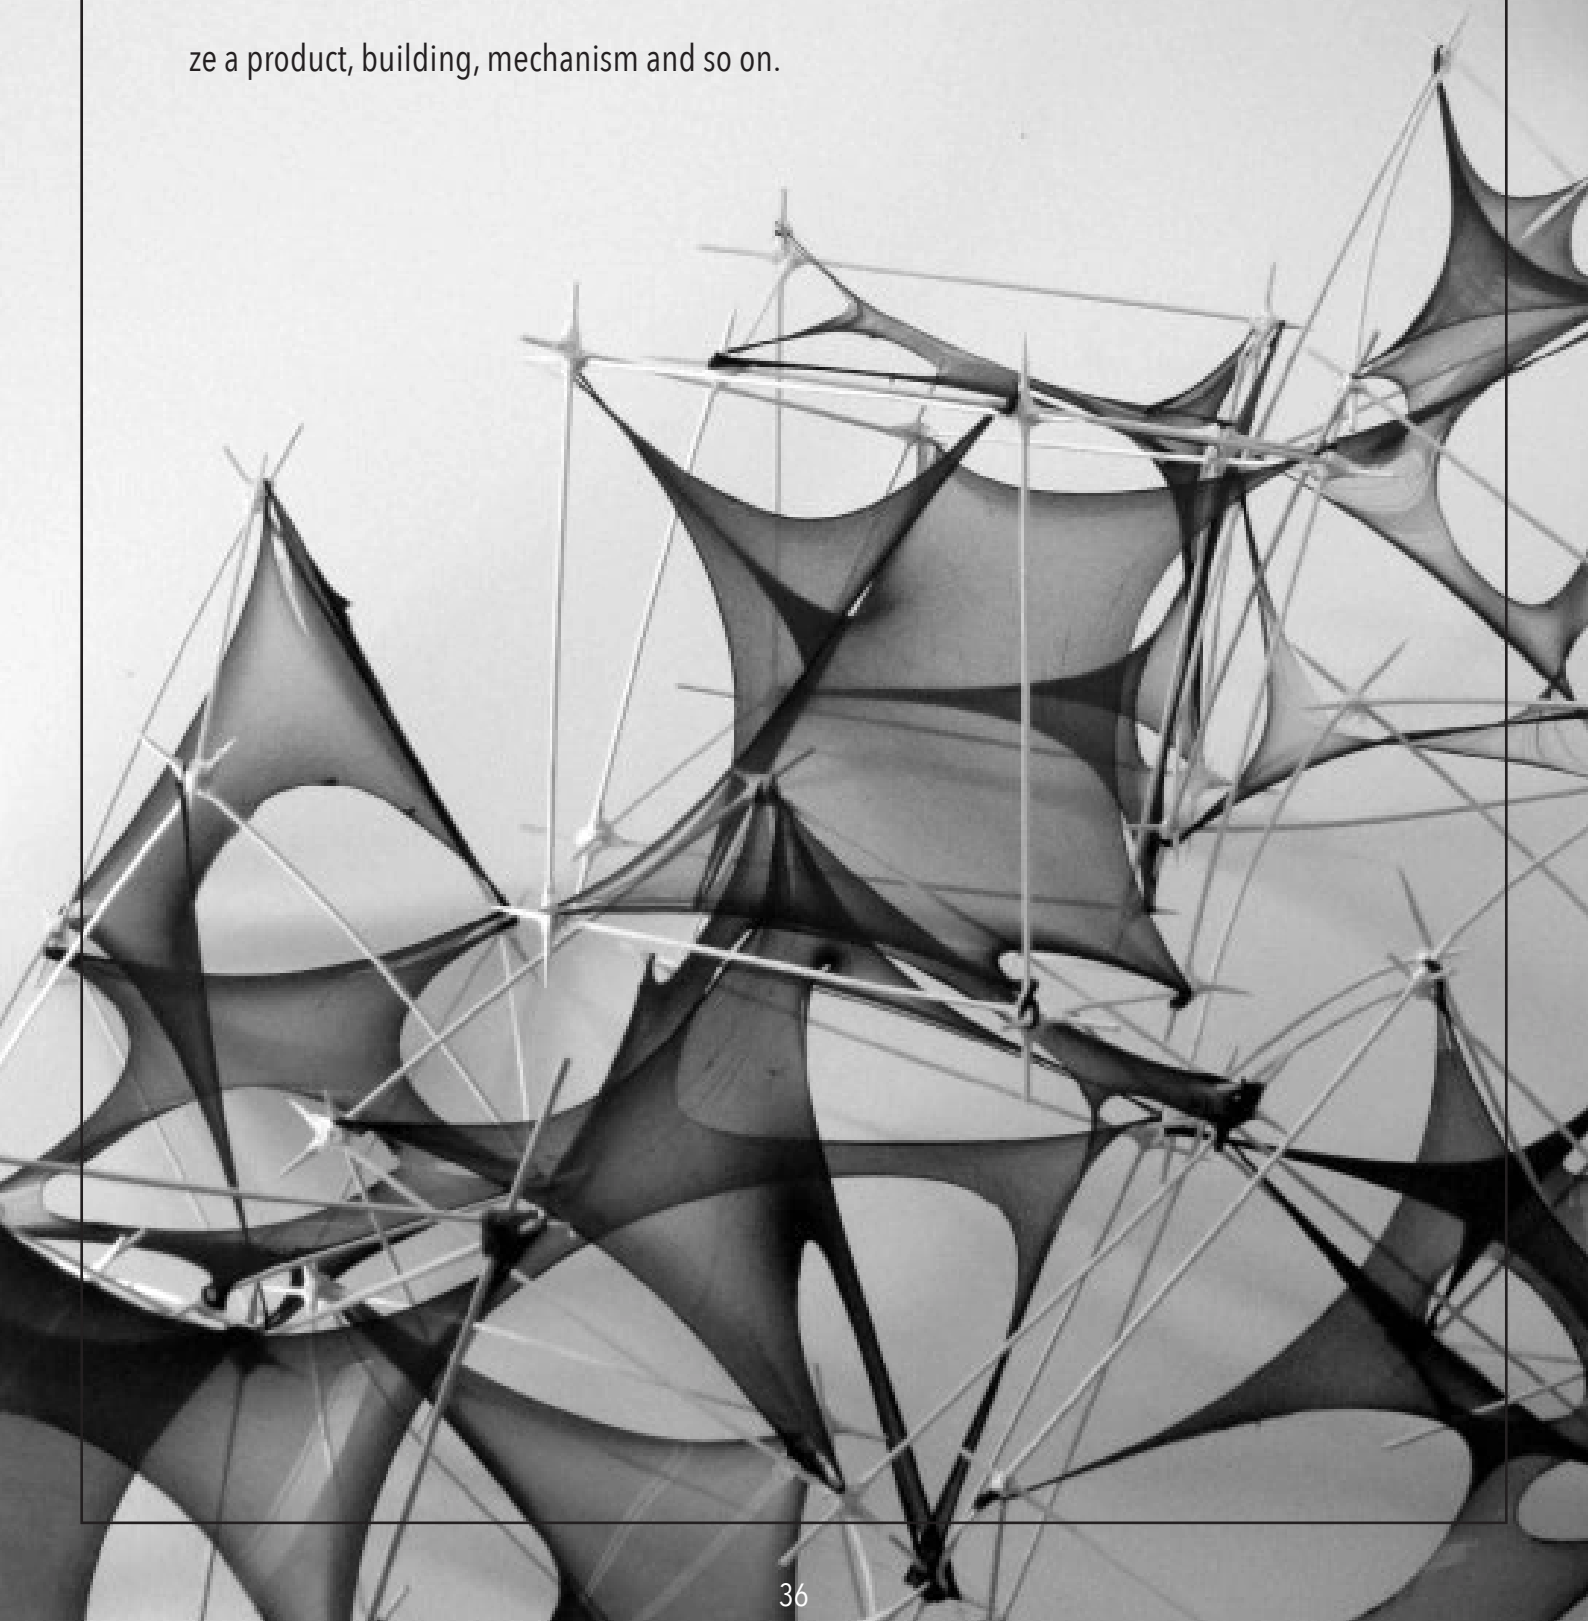 ze a product, building, mechanism and so on.
36